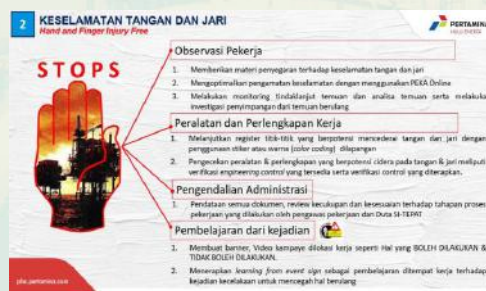 2
KESELAMATAN TANGAN DAN JARI
Hand and Finger Injury Free
PERTAMINA
HULU ENERGI
STOPS
Observasi Pekerja
1. Memberikan materi penyegaran terhadap keselamatan tangan dan jari
2. Mengoptimalkan pengamatan keselamatan dengan menggunakan PEKA Online
3. Melakukan monitoring tindaklanjut temuan dan analisa temuan serta melakukan
investigasi penyimpangan dari temuan berulang
Peralatan dan Perlengkapan Kerja
1. Melanjutkan register titik-titik yang berpotensi mencederai tangan dan jari dengan
penggunaan stiker atau warna (color coding) dilapangan
2. Pengecekan peralatan & perlengkapan yang berpotensi cidera pada tangan & jari meliputi
verifikasi engineering control yang tersedia serta verifikasi control yang diterapkan.
Pengendalian Administrasi
1. Pendataan semua dokumen, review kecukupan dan kesesuaian terhadap tahapan proses
pekerjaan yang dilakukan oleh pengawas pekerjaan dan Duta SI-TEPAT
Pembelajaran dari kejadian
1. Membuat banner, Video kampaye dilokasi kerja seperti Hal yang BOLEH DILAKUKAN &
TIDAK BOLEH DILAKUKAN.
2. Menerapkan learning from event sign sebagai pembelajaran ditempat kerja terhadap
kejadian kecelakaan untuk mencegah hal berulang
phe.pertamina.com